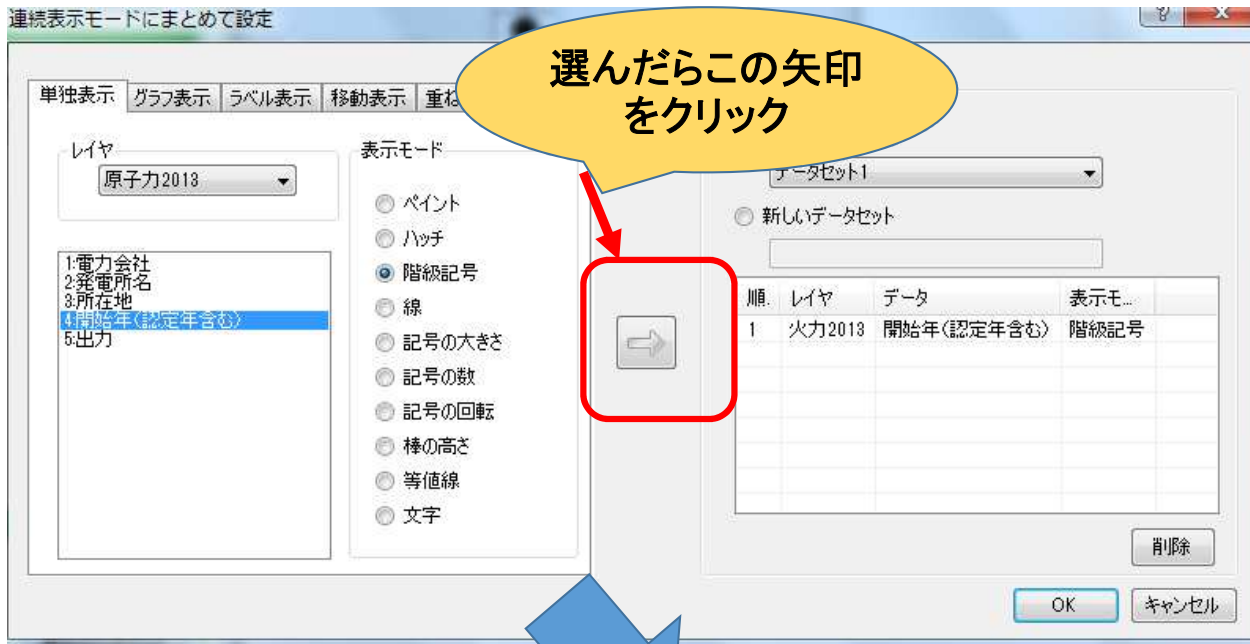 連続表示モードにまとめて設定
選んだらこの矢印
をクリック
単独表示
グラフ表示
ラベル表示
移動表示
レイヤ
原子力2013
1:電力会社
2:発電所名
3:所在地
4:開始年(認定年含む)
5:出力
表示モード
ペイント
ハッチ
階級記号
線
記号の大きさ
記号の数
記号の回転
棒の高さ
等値線
文字
データセット1
新しいデータセット
順. レイヤ データ 表示モ...
1 火力2013 開始年(認定年含む) 階級記号
削除
OK キャンセル